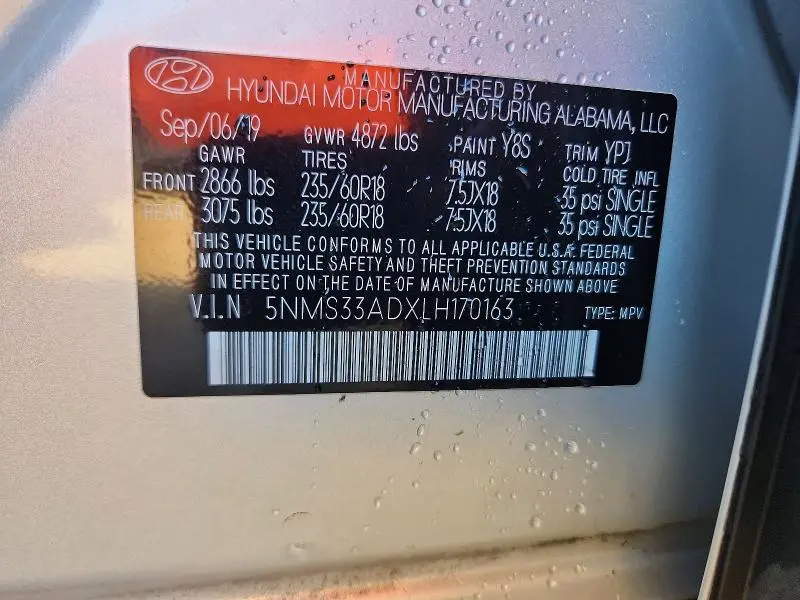 MANUFACTURED BY
HYUNDAI MOTOR MANUFACTURING ALABAMA, LLC
Sep/06/19 GVWR 4872 lbs PAINT Y8S TRIM YPJ
GAWR TIRES RIMS COLD TIRE INFL
FRONT 2866 lbs 235/60R18 7.5JX18 35 psi SINGLE
REAR 3075 lbs 235/60R18 7.5JX18 35 psi SINGLE
THIS VEHICLE CONFORMS TO ALL APPLICABLE U.S.A. FEDERAL
MOTOR VEHICLE SAFETY AND THEFT PREVENTION STANDARDS
IN EFFECT ON THE DATE OF MANUFACTURE SHOWN ABOVE
V.I.N 5NMS33ADXLH170163 TYPE: MPV